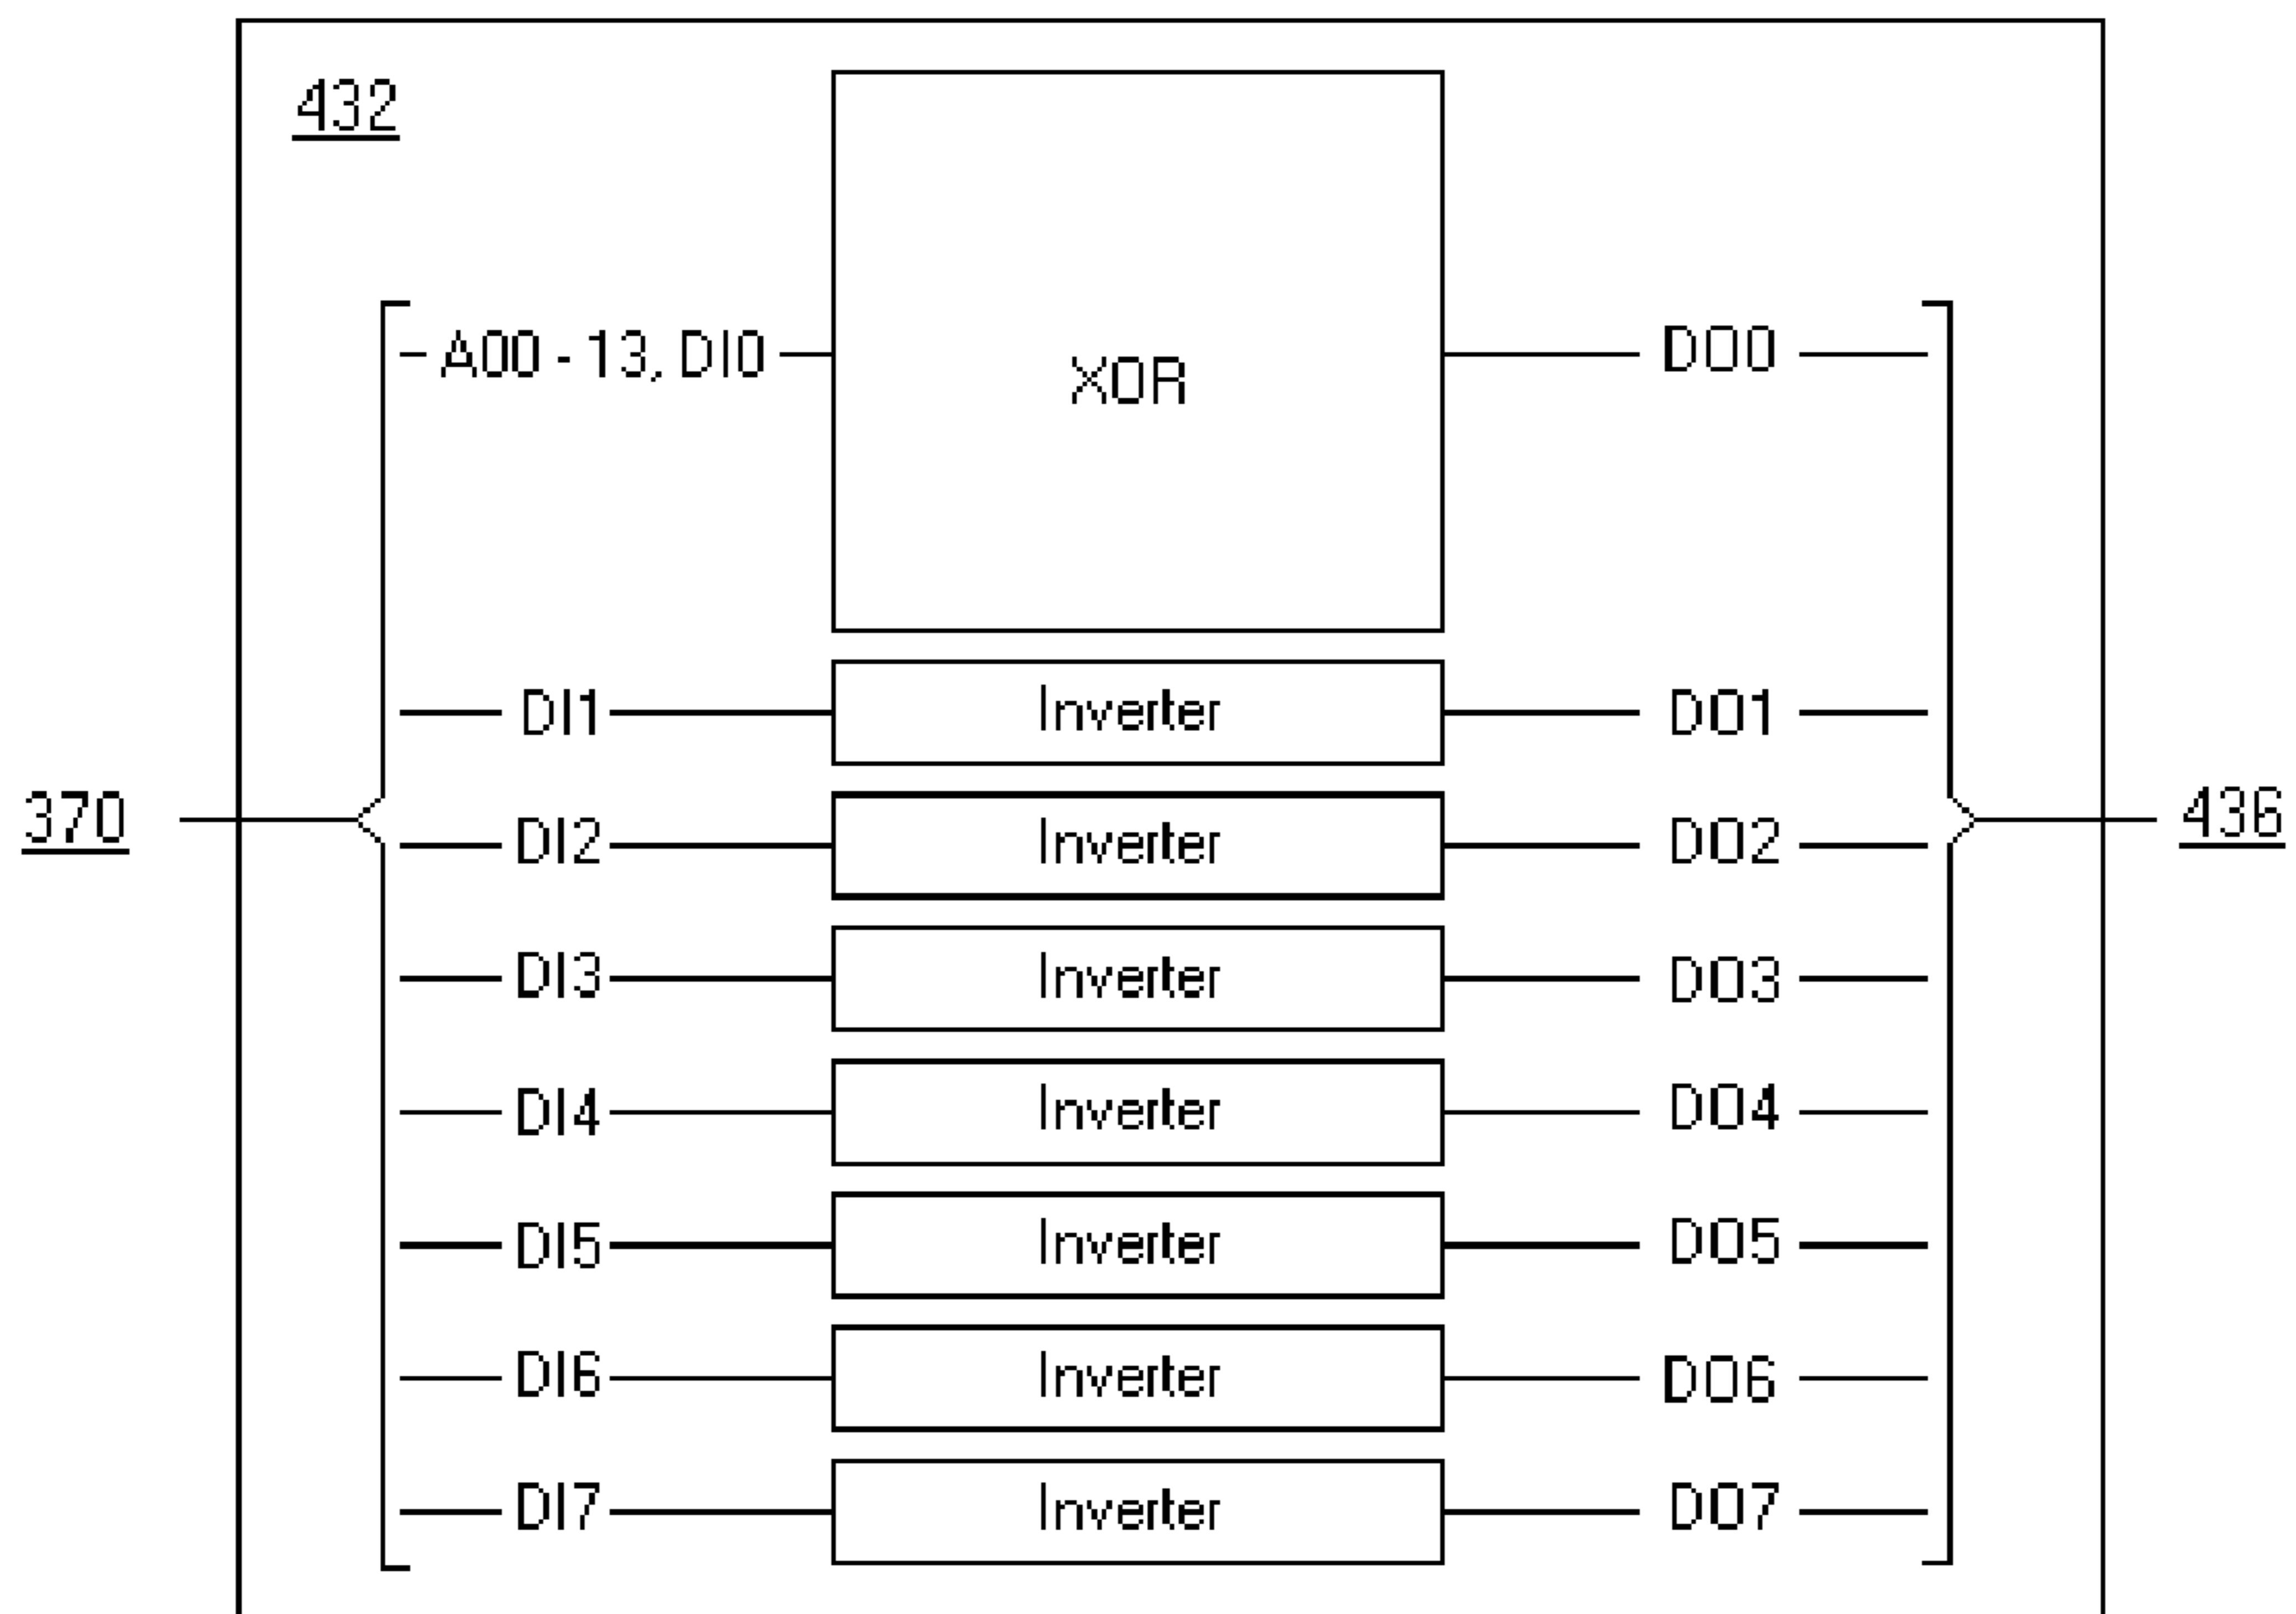 432
A00 - 13, DI0 XOR DO0
DI1 Inverter DO1
370 436
DI2 Inverter DO2
DI3 Inverter DO3
DI4 Inverter DO4
DI5 Inverter DO5
DI6 Inverter DO6
DI7 Inverter DO7